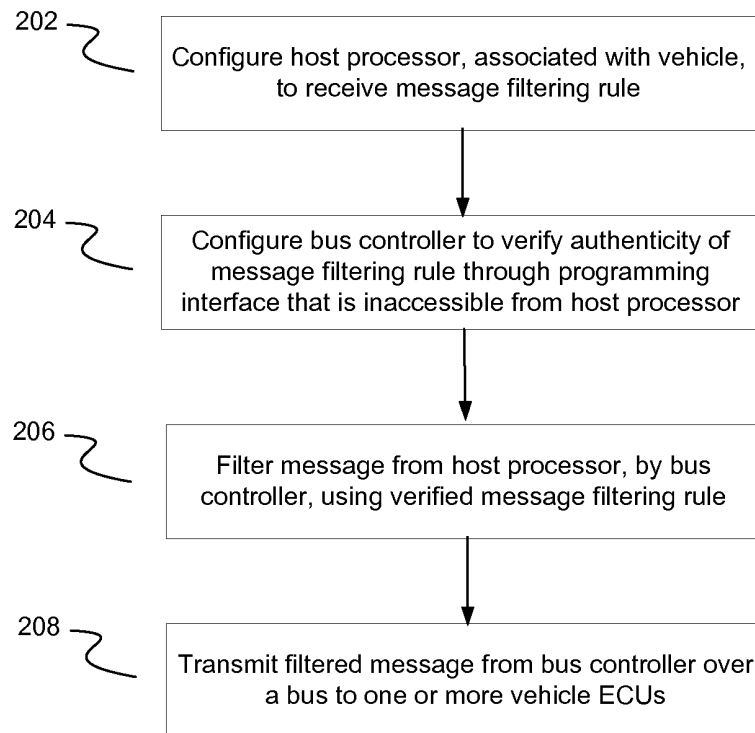 202
Configure host processor, associated with vehicle,
to receive message filtering rule
204
Configure bus controller to verify authenticity of
message filtering rule through programming
interface that is inaccessible from host processor
206
Filter message from host processor, by bus
controller, using verified message filtering rule
208
Transmit filtered message from bus controller over
a bus to one or more vehicle ECUs